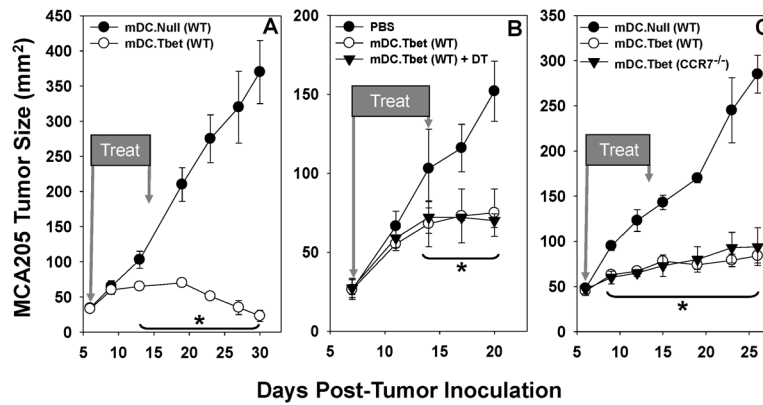 A
mDC.Null (WT)
mDC.Tbet (WT)
Treat
*
450
400
350
300
250
200
150
100
50
0
5 10 15 20 25 30
B
PBS
mDC.Tbet (WT)
mDC.Tbet (WT) + DT
Treat
*
200
150
100
50
0
10 15 20
C
mDC.Null (WT)
mDC.Tbet (WT)
mDC.Tbet (CCR7⁻/⁻)
Treat
*
350
300
250
200
150
100
50
0
10 15 20 25
MCA205 Tumor Size (mm²)
Days Post-Tumor Inoculation